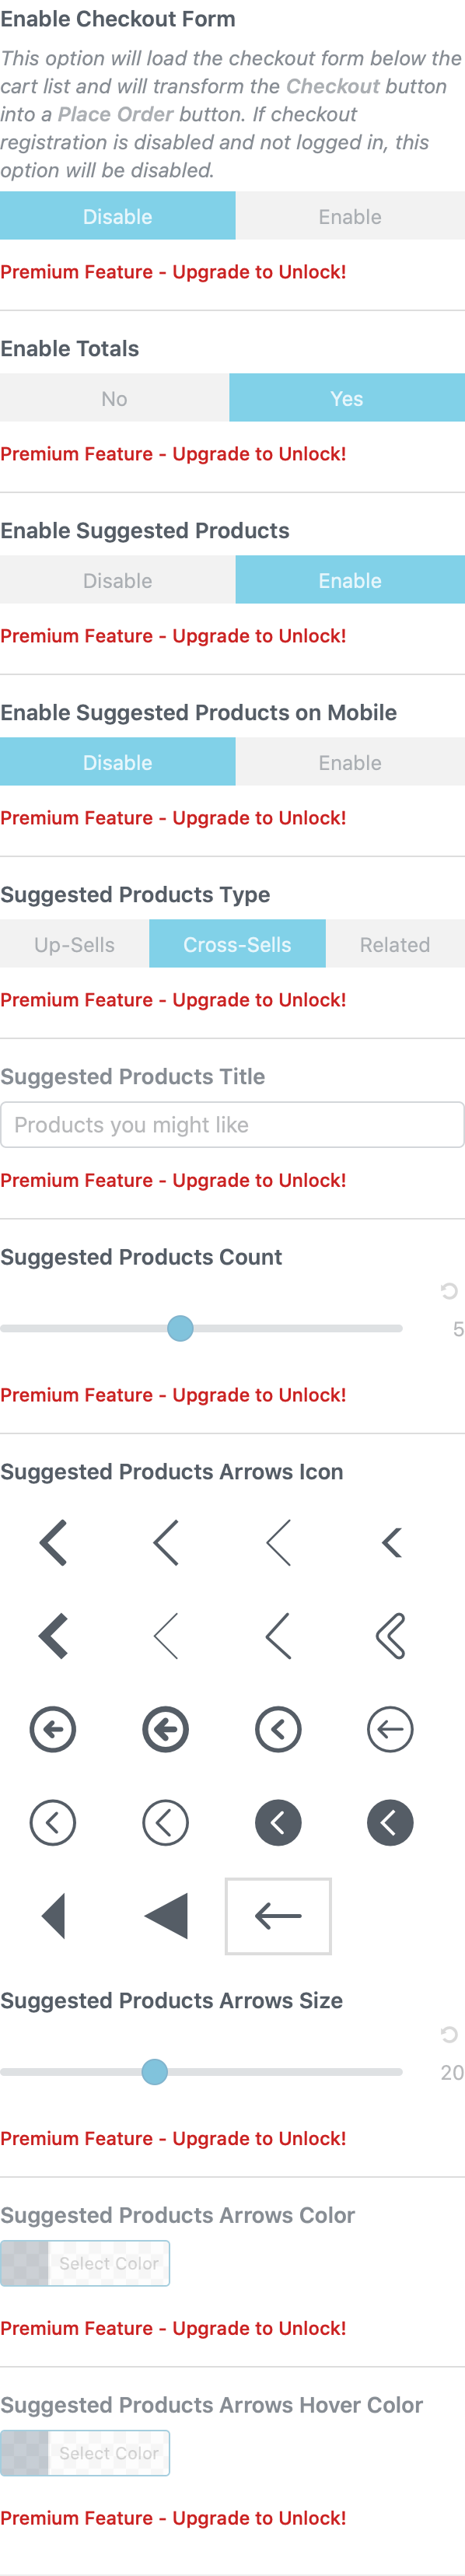 Enable Checkout Form
This option will load the checkout form below the
cart list and will transform the Checkout button
into a Place Order button. If checkout
registration is disabled and not logged in, this
option will be disabled.
Disable Enable
Premium Feature - Upgrade to Unlock!
Enable Totals
No Yes
Premium Feature - Upgrade to Unlock!
Enable Suggested Products
Disable Enable
Premium Feature - Upgrade to Unlock!
Enable Suggested Products on Mobile
Disable Enable
Premium Feature - Upgrade to Unlock!
Suggested Products Type
Up-Sells Cross-Sells Related
Premium Feature - Upgrade to Unlock!
Suggested Products Title
Products you might like
Premium Feature - Upgrade to Unlock!
Suggested Products Count
5
Premium Feature - Upgrade to Unlock!
Suggested Products Arrows Icon
Suggested Products Arrows Size
20
Premium Feature - Upgrade to Unlock!
Suggested Products Arrows Color
Select Color
Premium Feature - Upgrade to Unlock!
Suggested Products Arrows Hover Color
Select Color
Premium Feature - Upgrade to Unlock!